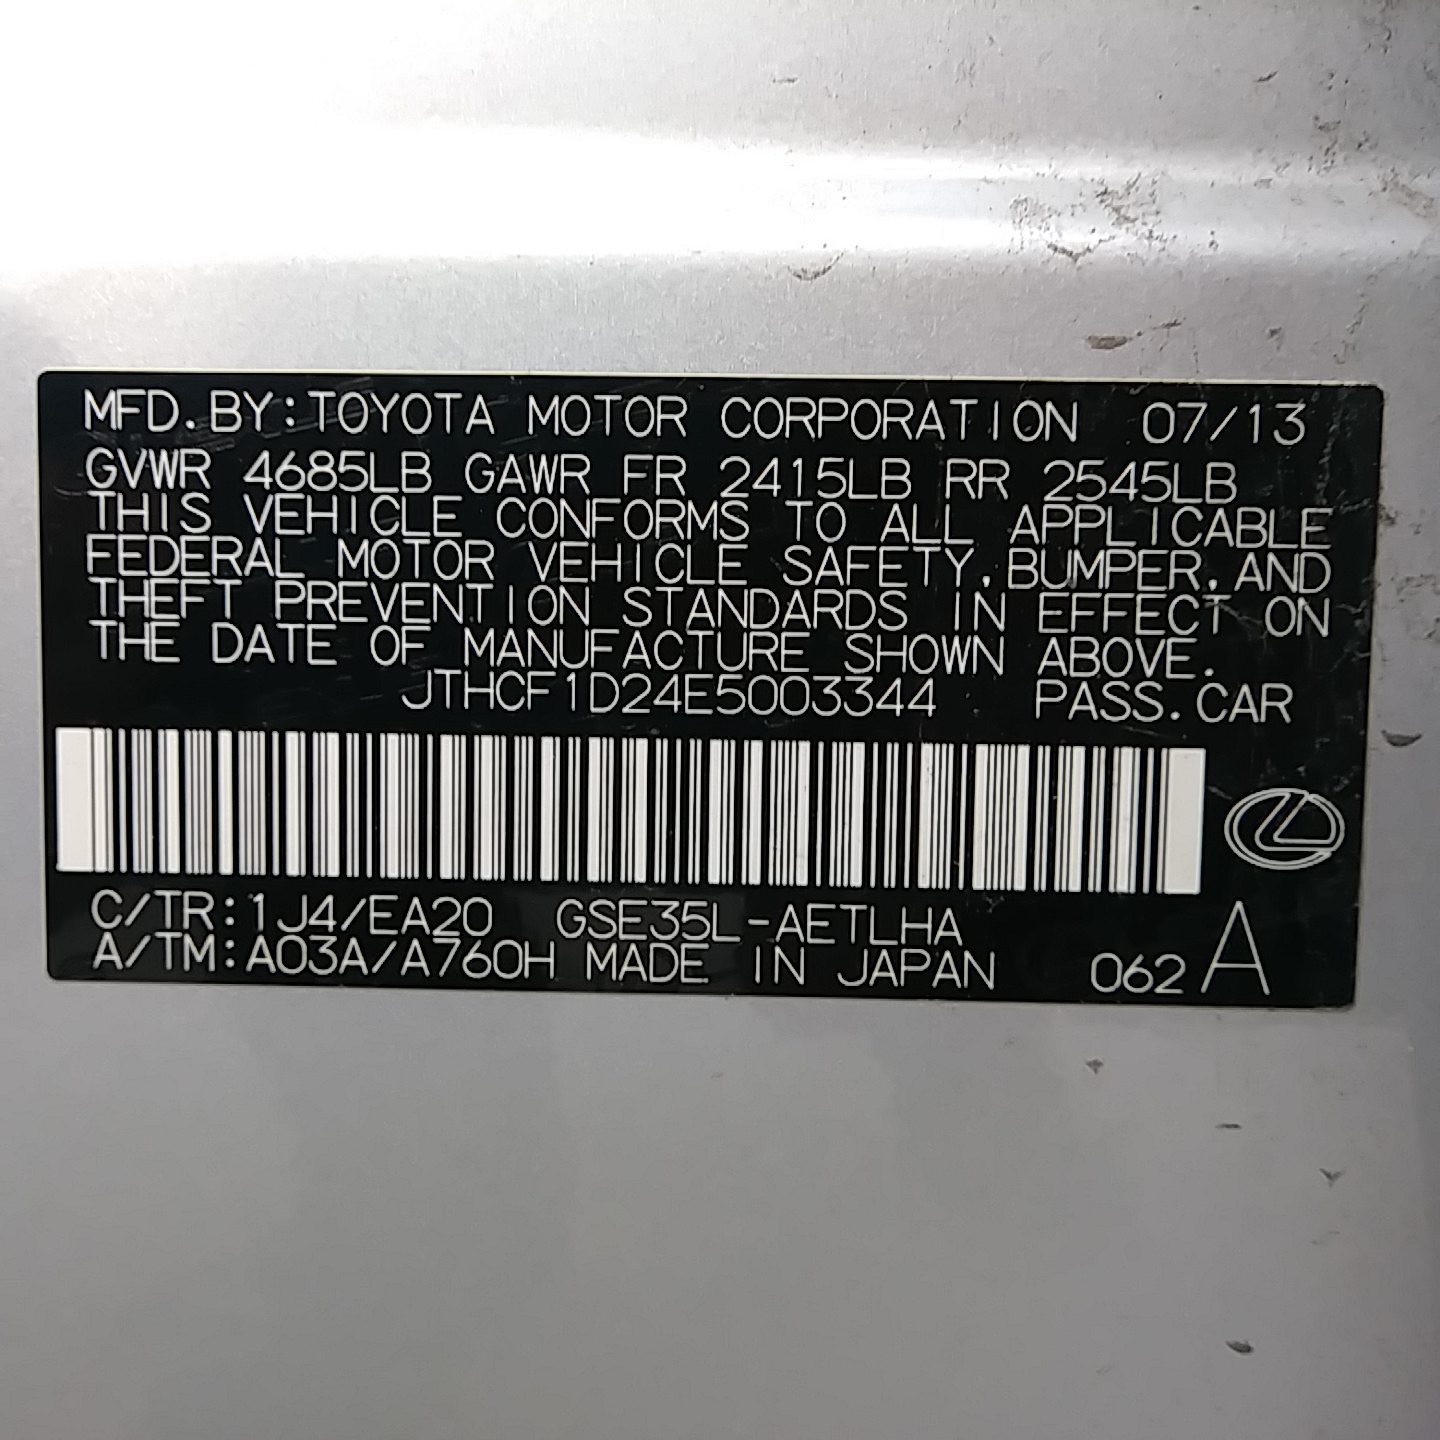 MFD. BY: TOYOTA MOTOR CORPORATION 07/13
GVWR 4685LB GAWR FR 2415LB RR 2545LB
THIS VEHICLE CONFORMS TO ALL APPLICABLE
FEDERAL MOTOR VEHICLE SAFETY, BUMPER, AND
THEFT PREVENTION STANDARDS IN EFFECT ON
THE DATE OF MANUFACTURE SHOWN ABOVE.
JTHCF1D24E5003344 PASS. CAR
C/TR: 1J4/EA20 GSE35L-AETLHA
A/TM: A03A/A760H MADE IN JAPAN 062 A